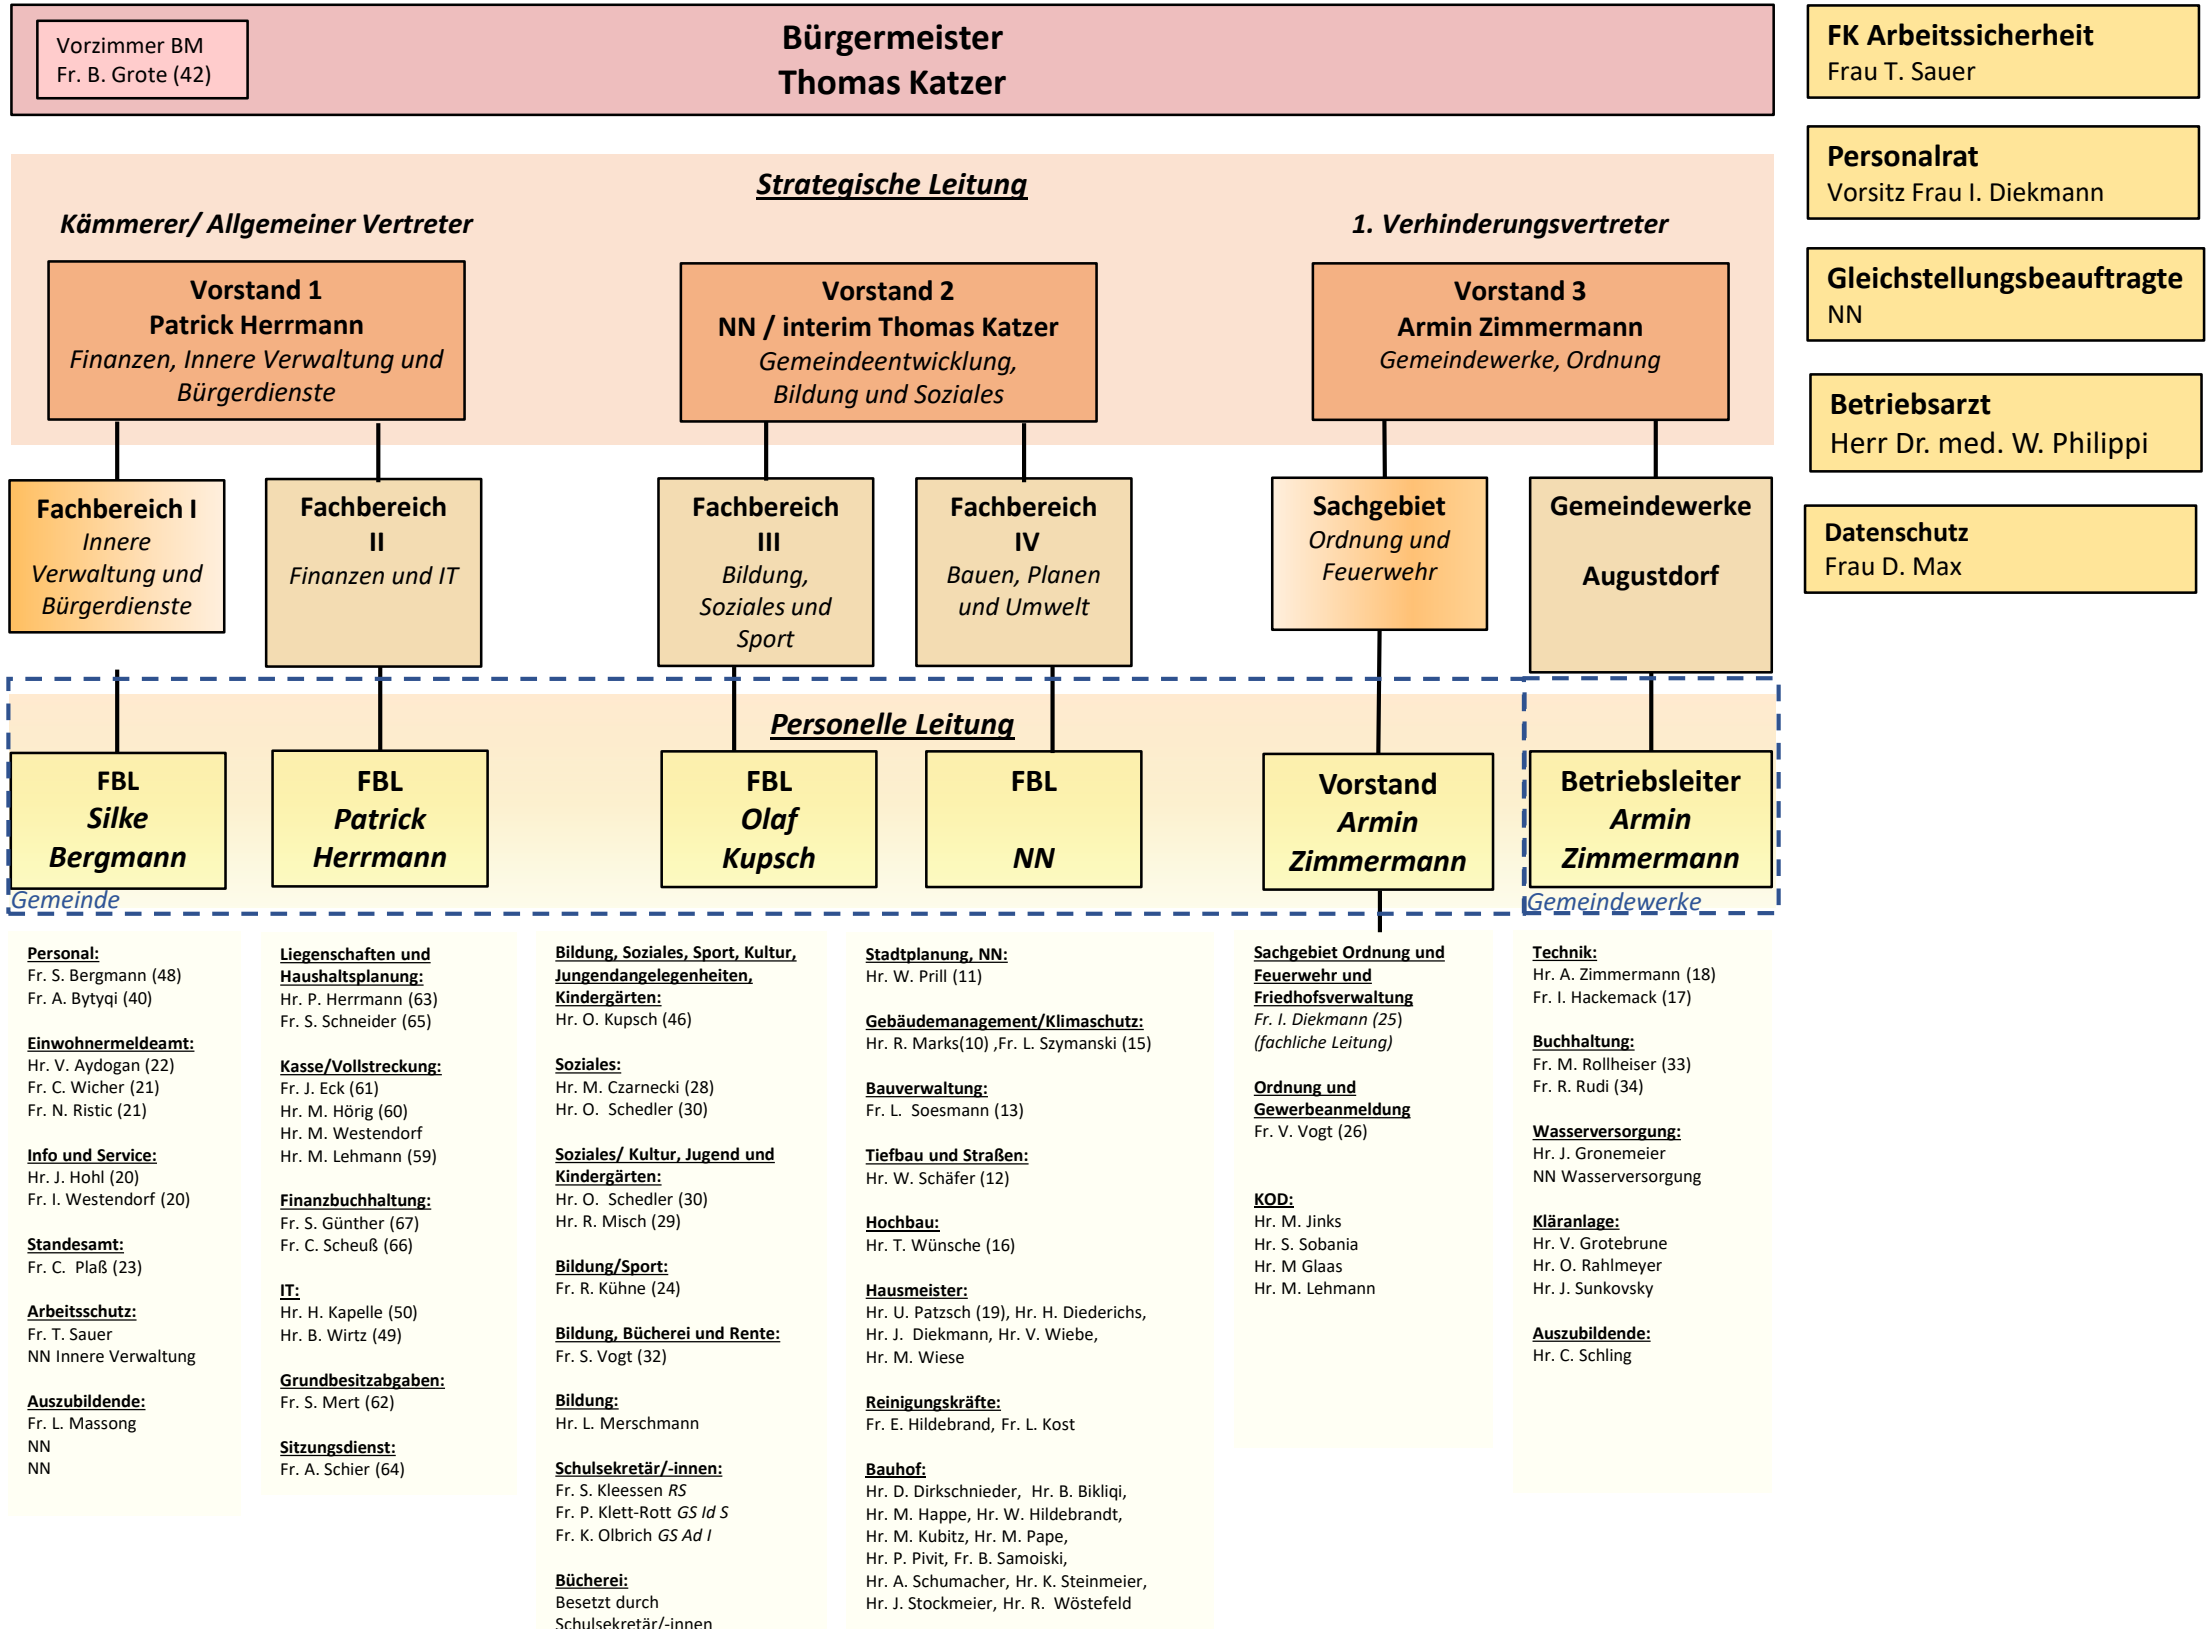 Vorzimmer BM
Fr. B. Grote (42)
Bürgermeister
Thomas Katzer
FK Arbeitssicherheit
Frau T. Sauer
Personalrat
Vorsitz Frau I. Diekmann
Gleichstellungsbeauftragte
NN
Betriebsarzt
Herr Dr. med. W. Philippi
Datenschutz
Frau D. Max
Strategische Leitung
Kämmerer/ Allgemeiner Vertreter
1. Verhinderungsvertreter
Vorstand 1
Patrick Herrmann
Finanzen, Innere Verwaltung und
Bürgerdienste
Vorstand 2
NN / interim Thomas Katzer
Gemeindeentwicklung,
Bildung und Soziales
Vorstand 3
Armin Zimmermann
Gemeindewerke, Ordnung
Fachbereich I
Innere
Verwaltung und
Bürgerdienste
Fachbereich
II
Finanzen und IT
Fachbereich
III
Bildung,
Soziales und
Sport
Fachbereich
IV
Bauen, Planen
und Umwelt
Sachgebiet
Ordnung und
Feuerwehr
Gemeindewerke
Augustdorf
Personelle Leitung
FBL
Silke
Bergmann
FBL
Patrick
Herrmann
FBL
Olaf
Kupsch
FBL
NN
Vorstand
Armin
Zimmermann
Betriebsleiter
Armin
Zimmermann
Gemeinde
Gemeindewerke
Personal:
Fr. S. Bergmann (48)
Fr. A. Bytyqi (40)
Einwohnermeldeamt:
Hr. V. Aydogan (22)
Fr. C. Wicher (21)
Fr. N. Ristic (21)
Info und Service:
Hr. J. Hohl (20)
Fr. I. Westendorf (20)
Standesamt:
Fr. C.  Plaß (23)
Arbeitsschutz:
Fr. T. Sauer
NN Innere Verwaltung
Auszubildende:
Fr. L. Massong
NN
NN
Liegenschaften und
Haushaltsplanung:
Hr. P. Herrmann (63)
Fr. S. Schneider (65)
Kasse/Vollstreckung:
Fr. J. Eck (61)
Hr. M. Hörig (60)
Hr. M. Westendorf
Hr. M. Lehmann (59)
Finanzbuchhaltung:
Fr. S. Günther (67)
Fr. C. Scheuß (66)
IT:
Hr. H. Kapelle (50)
Hr. B. Wirtz (49)
Grundbesitzabgaben:
Fr. S. Mert (62)
Sitzungsdienst:
Fr. A. Schier (64)
Bildung, Soziales, Sport, Kultur,
Jungendangelegenheiten,
Kindergärten:
Hr. O. Kupsch (46)
Soziales:
Hr. M. Czarnecki (28)
Hr. O.  Schedler (30)
Soziales/ Kultur, Jugend und
Kindergärten:
Hr. O.  Schedler (30)
Hr. R. Misch (29)
Bildung/Sport:
Fr. R. Kühne (24)
Bildung, Bücherei und Rente:
Fr. S. Vogt (32)
Bildung:
Hr. L. Merschmann
Schulsekretär/-innen:
Fr. S. Kleessen RS
Fr. P. Klett-Rott GS Id S
Fr. K. Olbrich GS Ad I
Bücherei:
Besetzt durch
Schulsekretär/-innen
Stadtplanung, NN:
Hr. W. Prill (11)
Gebäudemanagement/Klimaschutz:
Hr. R. Marks(10) ,Fr. L. Szymanski (15)
Bauverwaltung:
Fr. L.  Soesmann (13)
Tiefbau und Straßen:
Hr. W. Schäfer (12)
Hochbau:
Hr. T. Wünsche (16)
Hausmeister:
Hr. U. Patzsch (19), Hr. H. Diederichs,
Hr. J.  Diekmann, Hr. V. Wiebe,
Hr. M. Wiese
Reinigungskräfte:
Fr. E. Hildebrand, Fr. L. Kost
Bauhof:
Hr. D. Dirkschnieder,  Hr. B. Bikliqi,
Hr. M. Happe, Hr. W. Hildebrandt,
Hr. M. Kubitz, Hr. M. Pape,
Hr. P. Pivit, Fr. B. Samoiski,
Hr. A. Schumacher, Hr. K. Steinmeier,
Hr. J. Stockmeier, Hr. R.  Wöstefeld
Sachgebiet Ordnung und
Feuerwehr und
Friedhofsverwaltung
Fr. I. Diekmann (25)
(fachliche Leitung)
Ordnung und
Gewerbeanmeldung
Fr. V. Vogt (26)
KOD:
Hr. M. Jinks
Hr. S. Sobania
Hr. M Glaas
Hr. M. Lehmann
Technik:
Hr. A. Zimmermann (18)
Fr. I. Hackemack (17)
Buchhaltung:
Fr. M. Rollheiser (33)
Fr. R. Rudi (34)
Wasserversorgung:
Hr. J. Gronemeier
NN Wasserversorgung
Kläranlage:
Hr. V. Grotebrune
Hr. O. Rahlmeyer
Hr. J. Sunkovsky
Auszubildende:
Hr. C. Schling